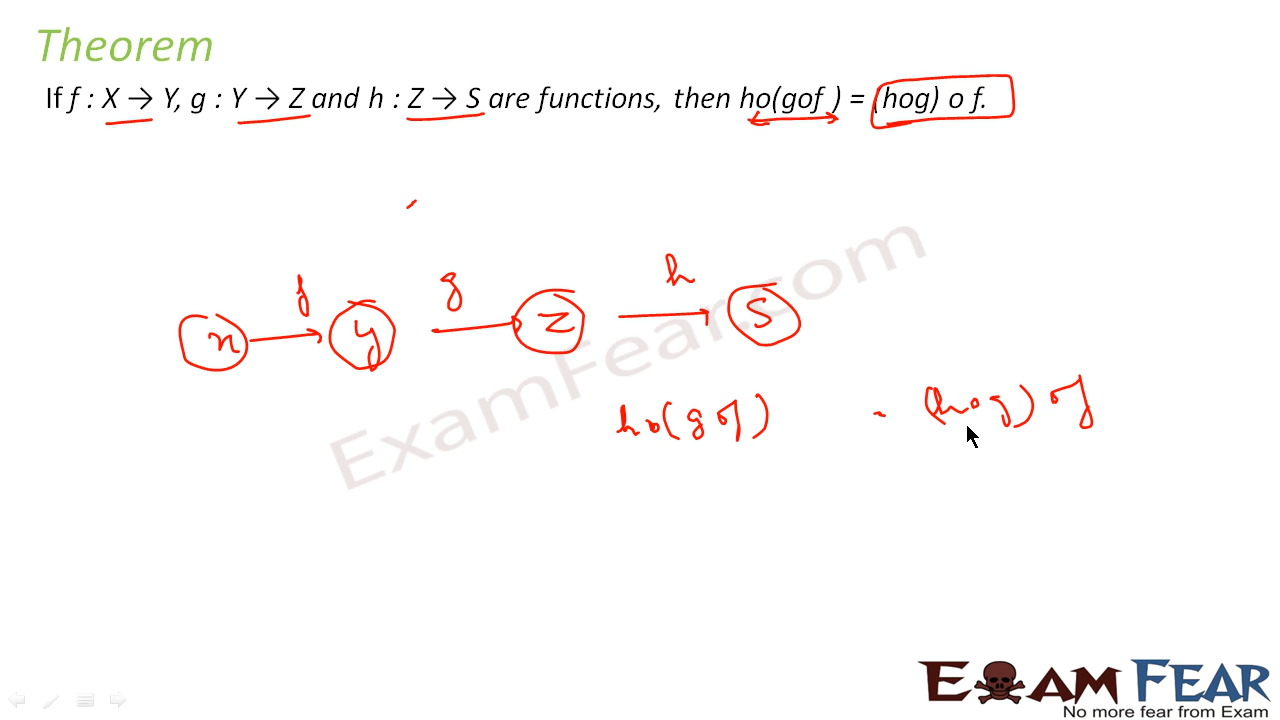 Theorem
If f : X → Y, g : Y → Z and h : Z → S are functions, then ho(gof ) = (hog) o f.
f g h
x y Z S
ho(gof) = (hog) of
ExamFear.com
EXAM FEAR
No more fear from Exam